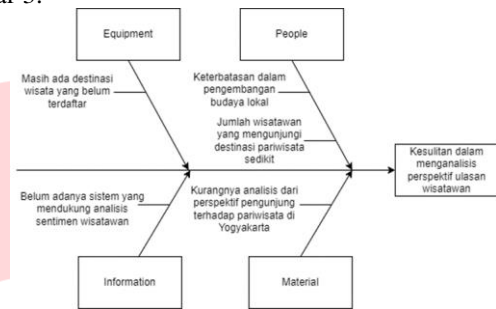 Equipment
People
Masih ada destinasi
wisata yang belum
terdaftar
Keterbatasan dalam
pengembangan
budaya lokal
Jumlah wisatawan
yang mengunjungi
destinasi pariwisata
sedikit
Kesulitan dalam
menganalisis
perspektif ulasan
wisatawan
Belum adanya sistem yang
mendukung analisis
sentimen wisatawan
Kurangnya analisis dari
perspektif pengunjung
terhadap pariwisata di
Yogyakarta
Information
Material